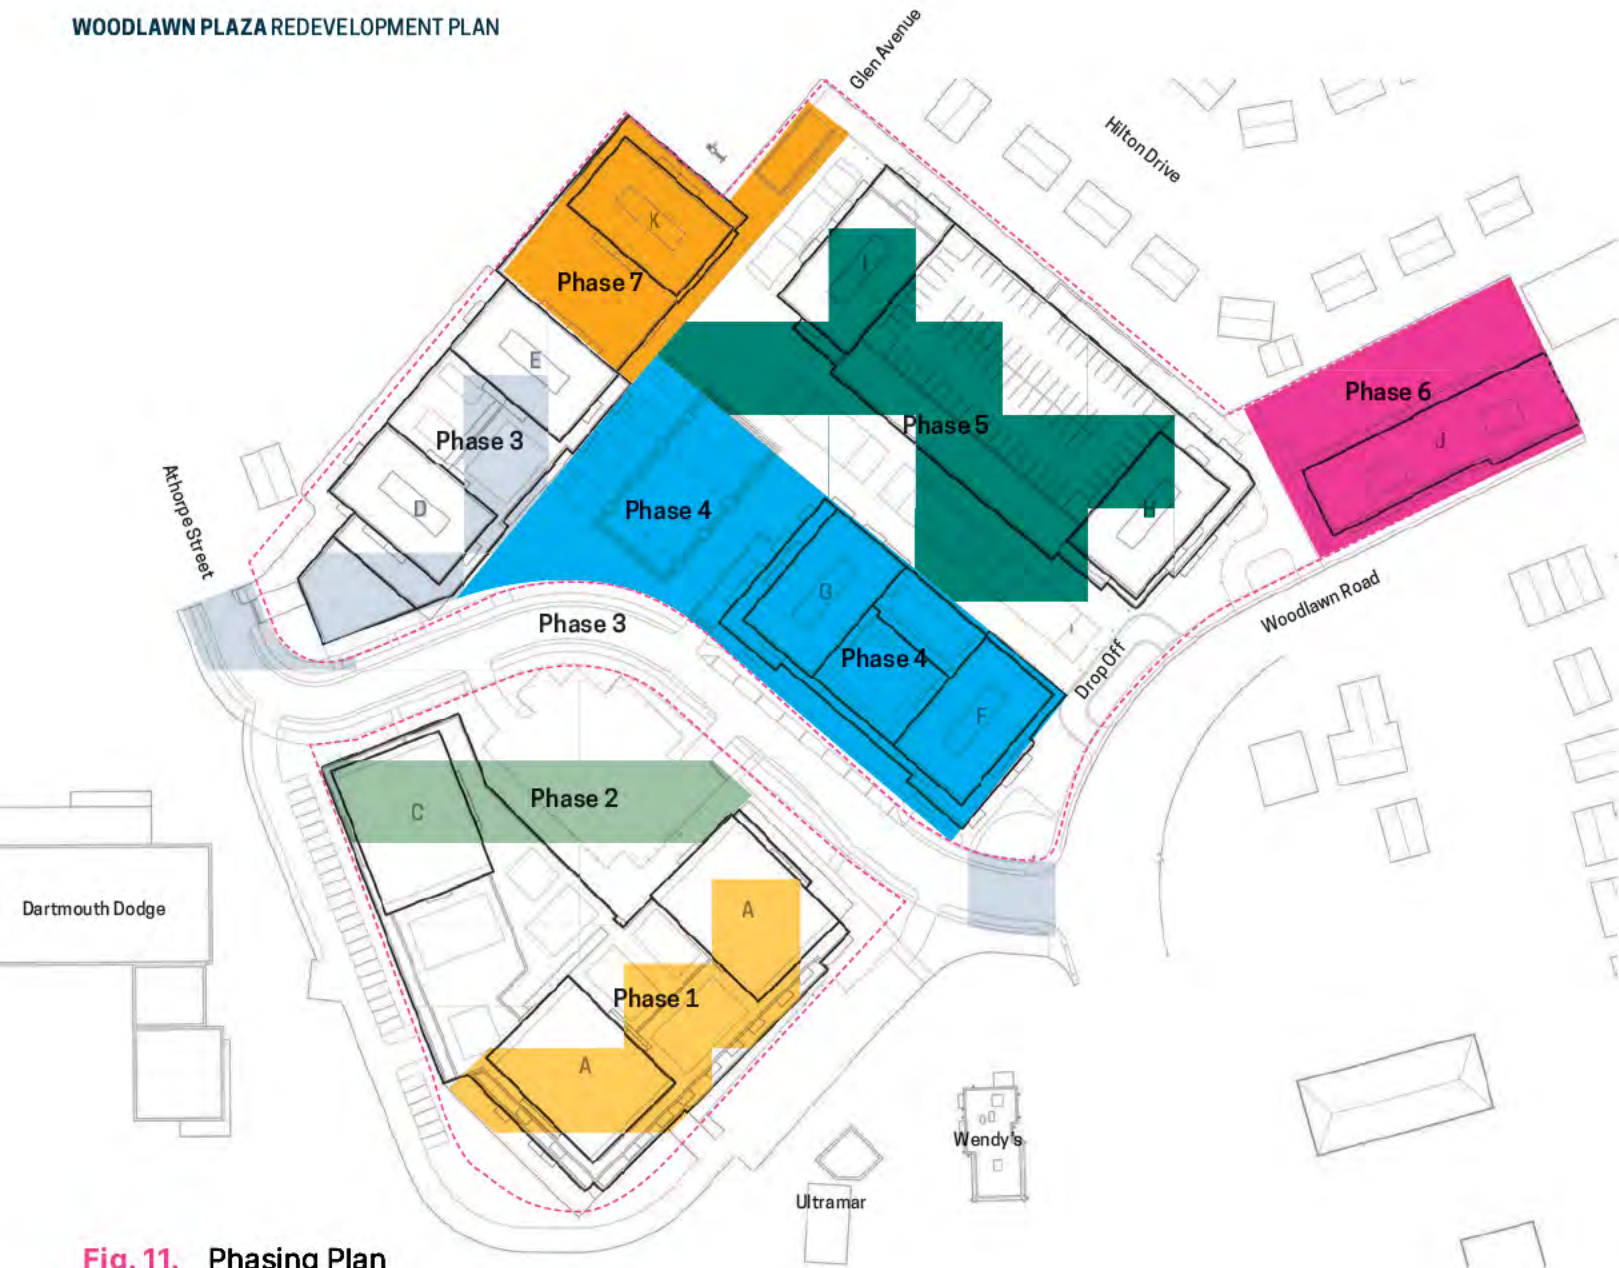 WOODLAWN PLAZA REDEVELOPMENT PLAN
Glen Avenue
Hilton Drive
K
Phase 7
I
E
Phase 6
Phase 5
J
Phase 3
Athorpe Street
D
Phase 4
H
G
Woodlawn Road
Phase 3
Phase 4
Drop Off
F
Phase 2
C
Dartmouth Dodge
A
Phase 1
A
Wendy's
Ultramar
Fig. 11. Phasing Plan